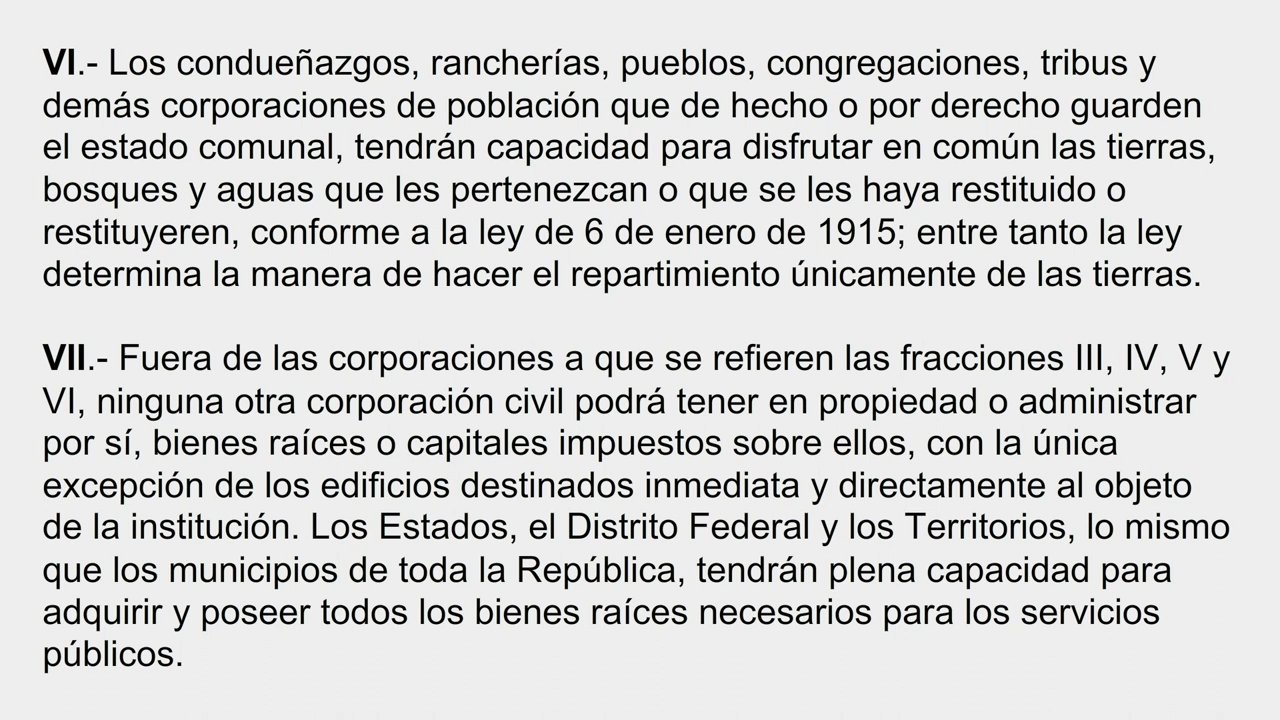 VI.- Los condueñazgos, rancherías, pueblos, congregaciones, tribus y
demás corporaciones de población que de hecho o por derecho guarden
el estado comunal, tendrán capacidad para disfrutar en común las tierras,
bosques y aguas que les pertenezcan o que se les haya restituido o
restituyeren, conforme a la ley de 6 de enero de 1915; entre tanto la ley
determina la manera de hacer el repartimiento únicamente de las tierras.
VII.- Fuera de las corporaciones a que se refieren las fracciones III, IV, V y
VI, ninguna otra corporación civil podrá tener en propiedad o administrar
por sí, bienes raíces o capitales impuestos sobre ellos, con la única
excepción de los edificios destinados inmediata y directamente al objeto
de la institución. Los Estados, el Distrito Federal y los Territorios, lo mismo
que los municipios de toda la República, tendrán plena capacidad para
adquirir y poseer todos los bienes raíces necesarios para los servicios
públicos.